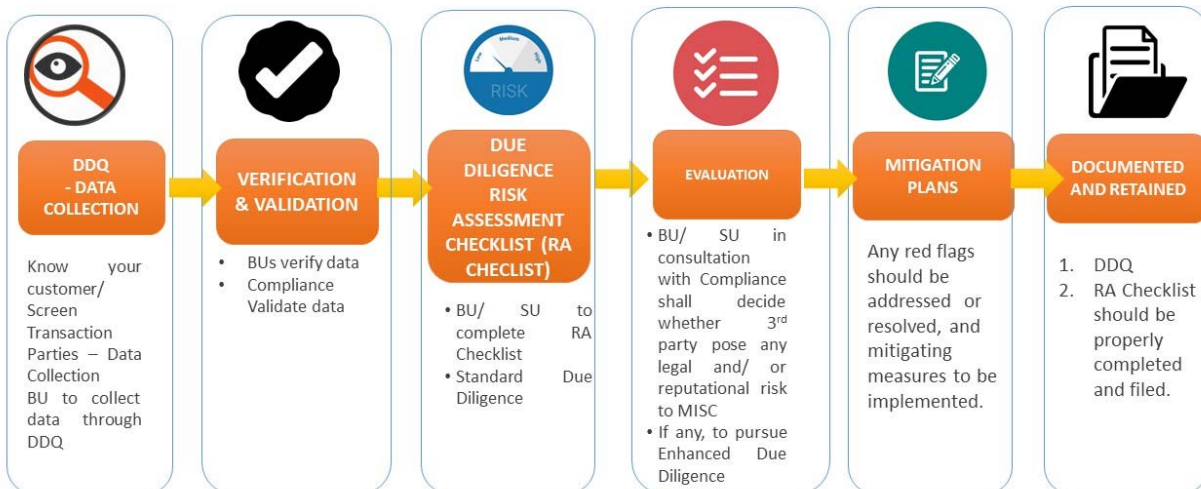 DDQ
- DATA
COLLECTION
Know your
customer/
Screen
Transaction
Parties – Data
Collection
BU to collect
data through
DDQ
VERIFICATION
& VALIDATION
• BUs verify data
• Compliance
Validate data
Low
Medium
High
RISK
DUE
DILIGENCE
RISK
ASSESSMENT
CHECKLIST (RA
CHECLIST)
• BU/ SU to
complete RA
Checklist
• Standard Due
Diligence
EVALUATION
• BU/ SU in
consultation
with Compliance
shall decide
whether 3rd
party pose any
legal and/ or
reputational risk
to MISC
• If any, to pursue
Enhanced Due
Diligence
MITIGATION
PLANS
Any red flags
should be
addressed or
resolved, and
mitigating
measures to be
implemented.
DOCUMENTED
AND RETAINED
1. DDQ
2. RA Checklist
should be
properly
completed
and filed.